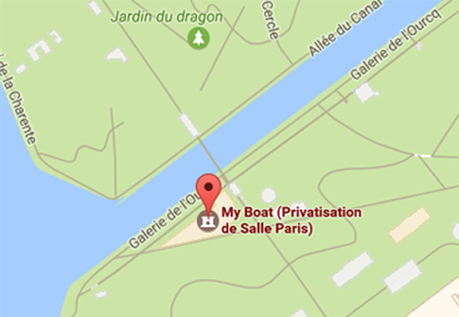 Jardin du dragon
Cercle
Allée du Canal
Galerie de l'Ourcq
i de la Charente
Galerie de l'Ou
My Boat (Privatisation
de Salle Paris)